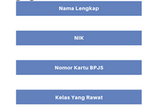 Nama Lengkap
NIK
Nomor Kartu BPJS
Kelas Yang Rawat